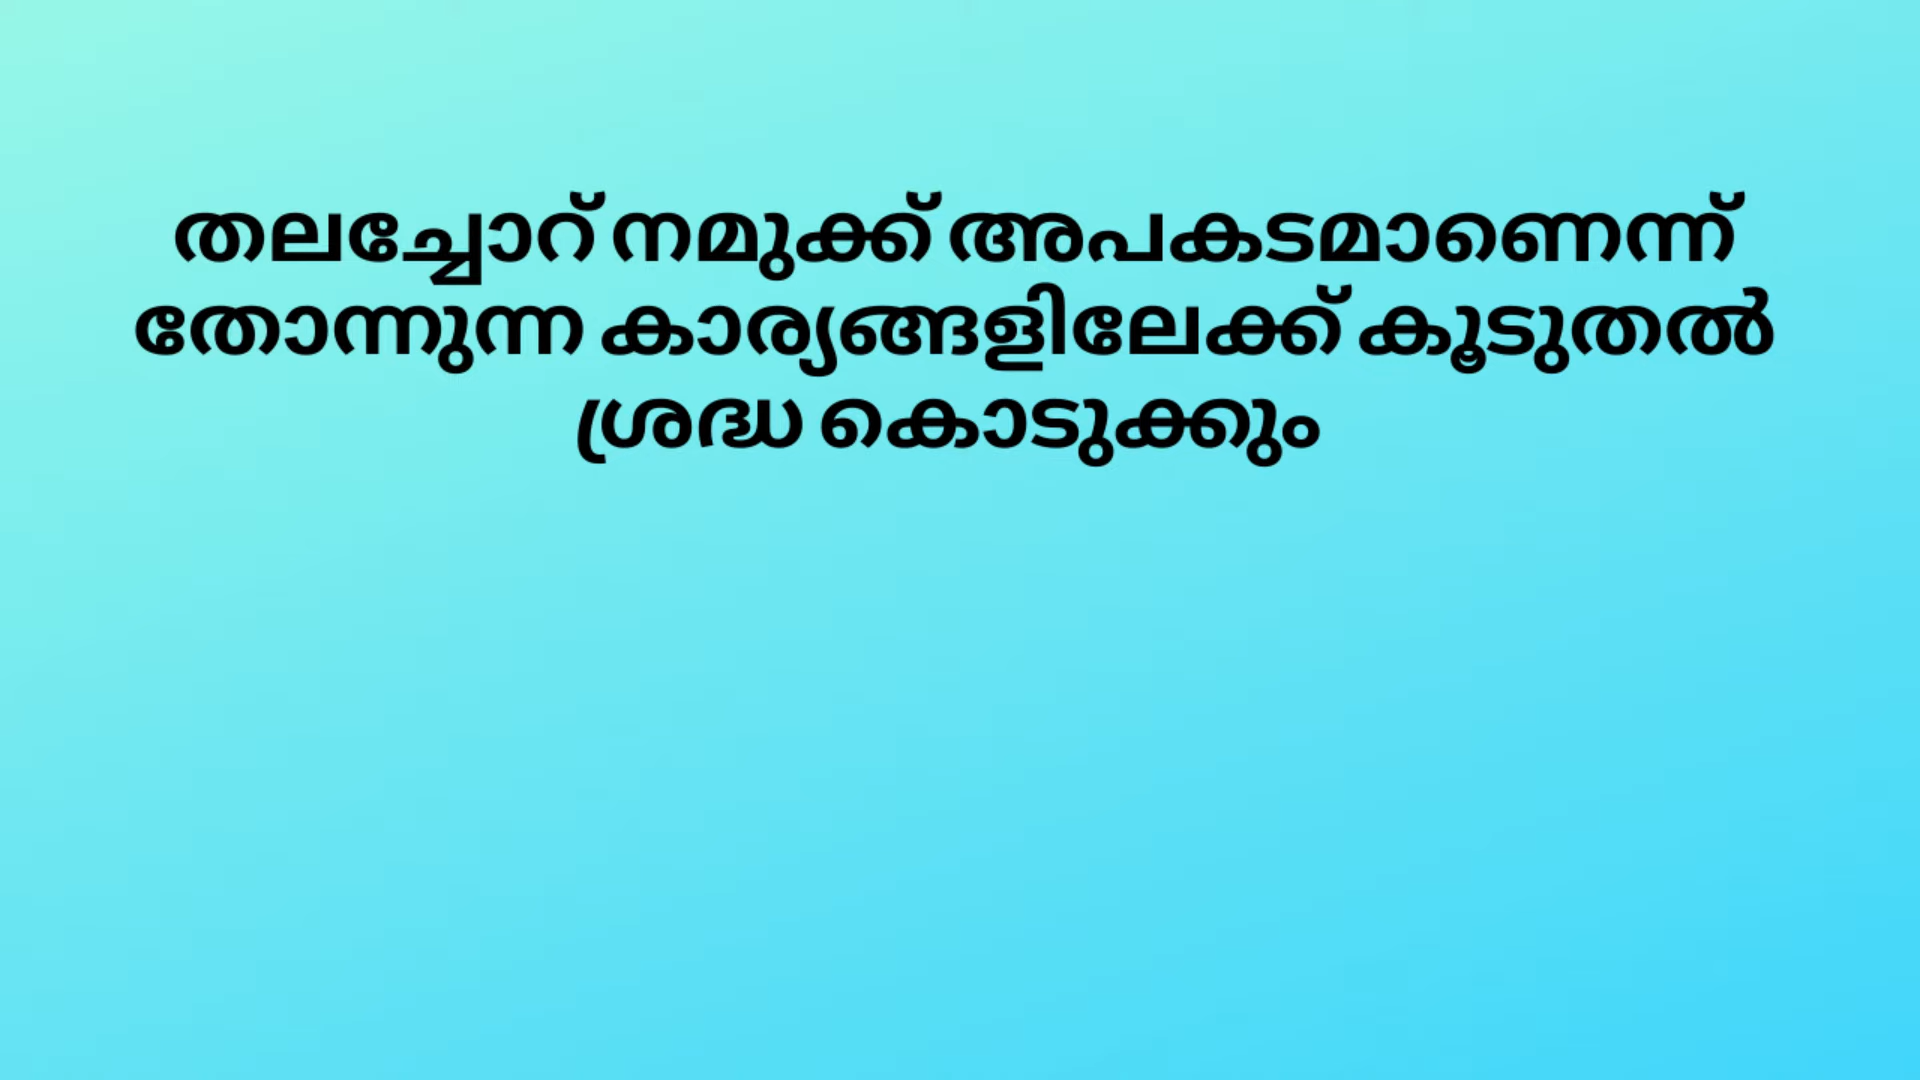 തലച്ചോറ് നമുക്ക് അപകടമാണെന്ന്
തോന്നുന്ന കാര്യങ്ങളിലേക്ക് കൂടുതൽ
ശ്രദ്ധ കൊടുക്കും